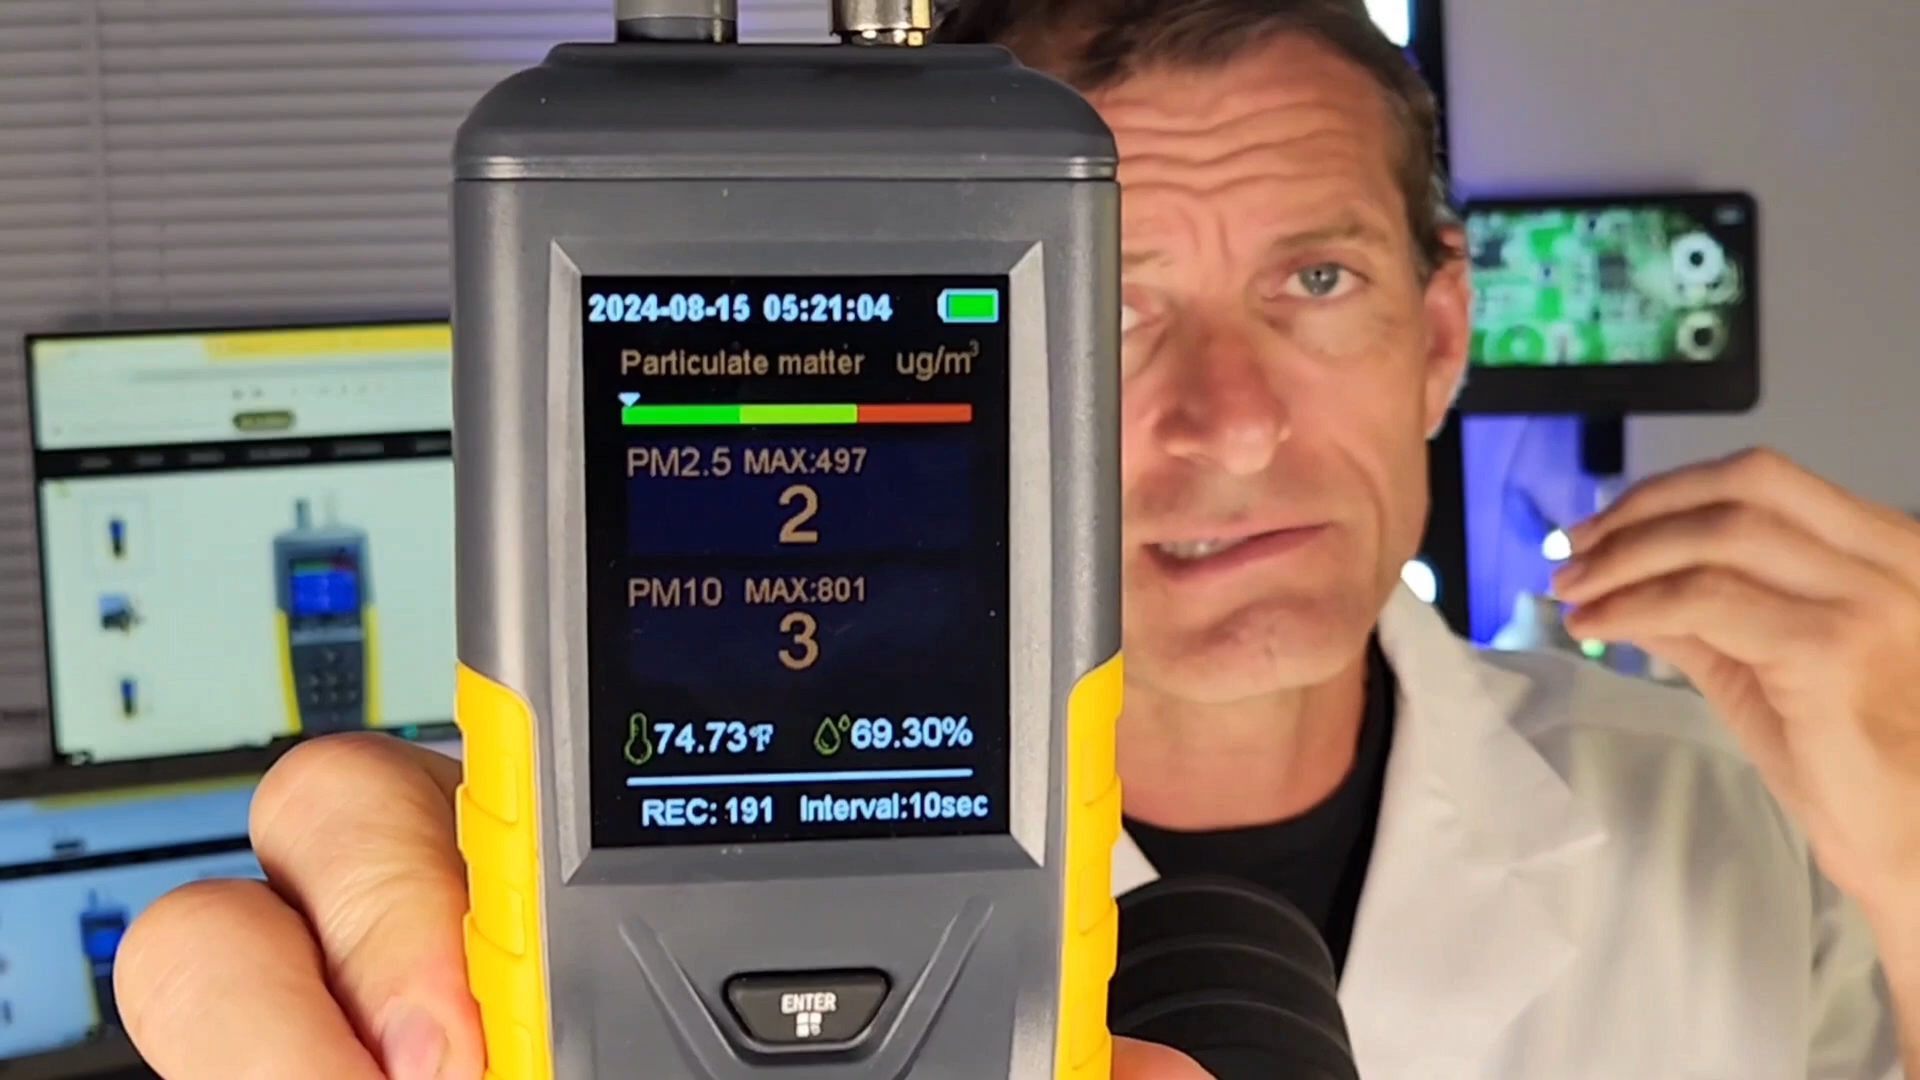 2024-08-15 05:21:04
Particulate matter ug/m³
PM2.5 MAX:497
2
PM10 MAX:801
3
74.73°F 69.30%
REC: 191 Interval:10sec
ENTER